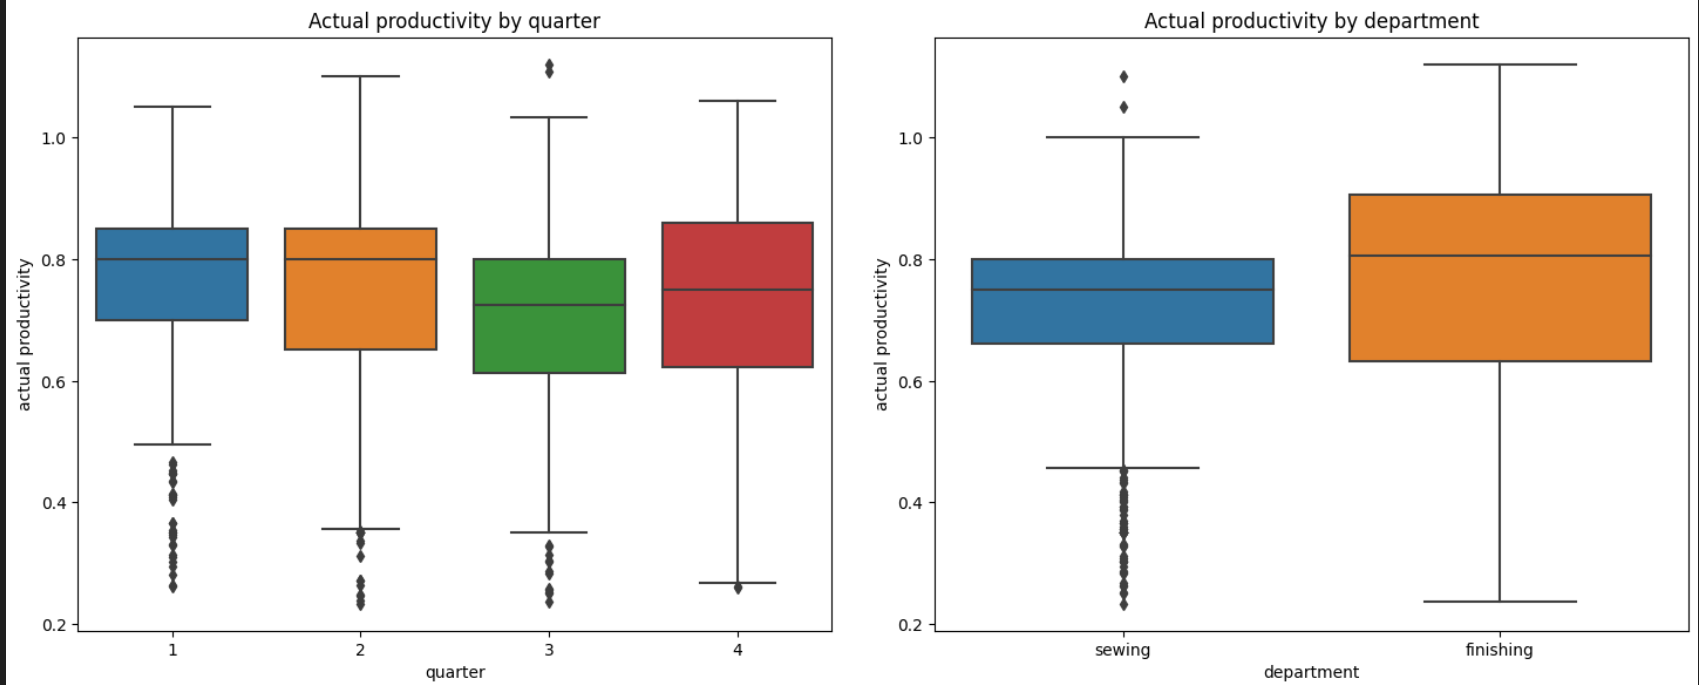 Actual productivity by quarter
actual productivity
1.0
0.8
0.6
0.4
0.2
1 2 3 4
quarter
Actual productivity by department
actual productivity
1.0
0.8
0.6
0.4
0.2
sewing finishing
department